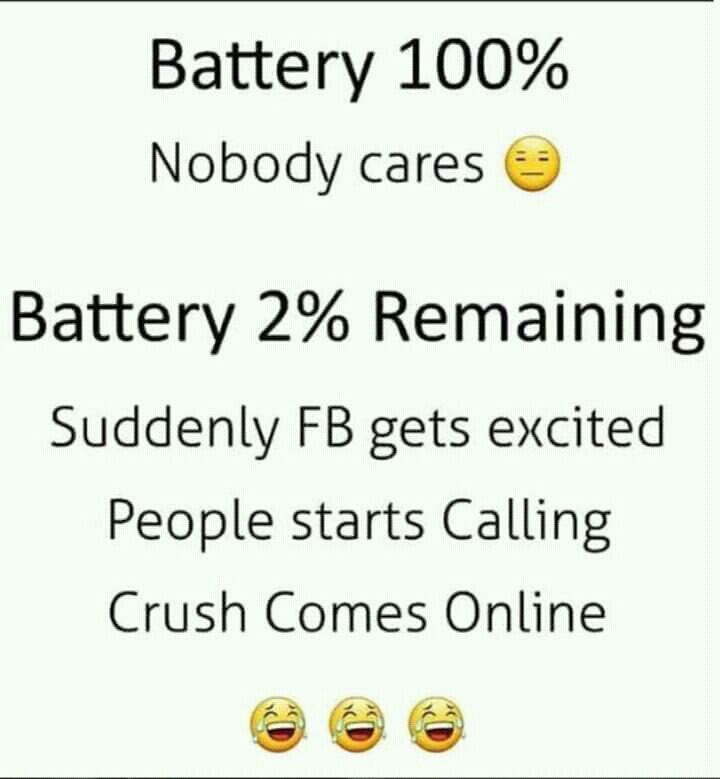 Battery 100%
Nobody cares 😑
Battery 2% Remaining
Suddenly FB gets excited
People starts Calling
Crush Comes Online
😂 😂 😂